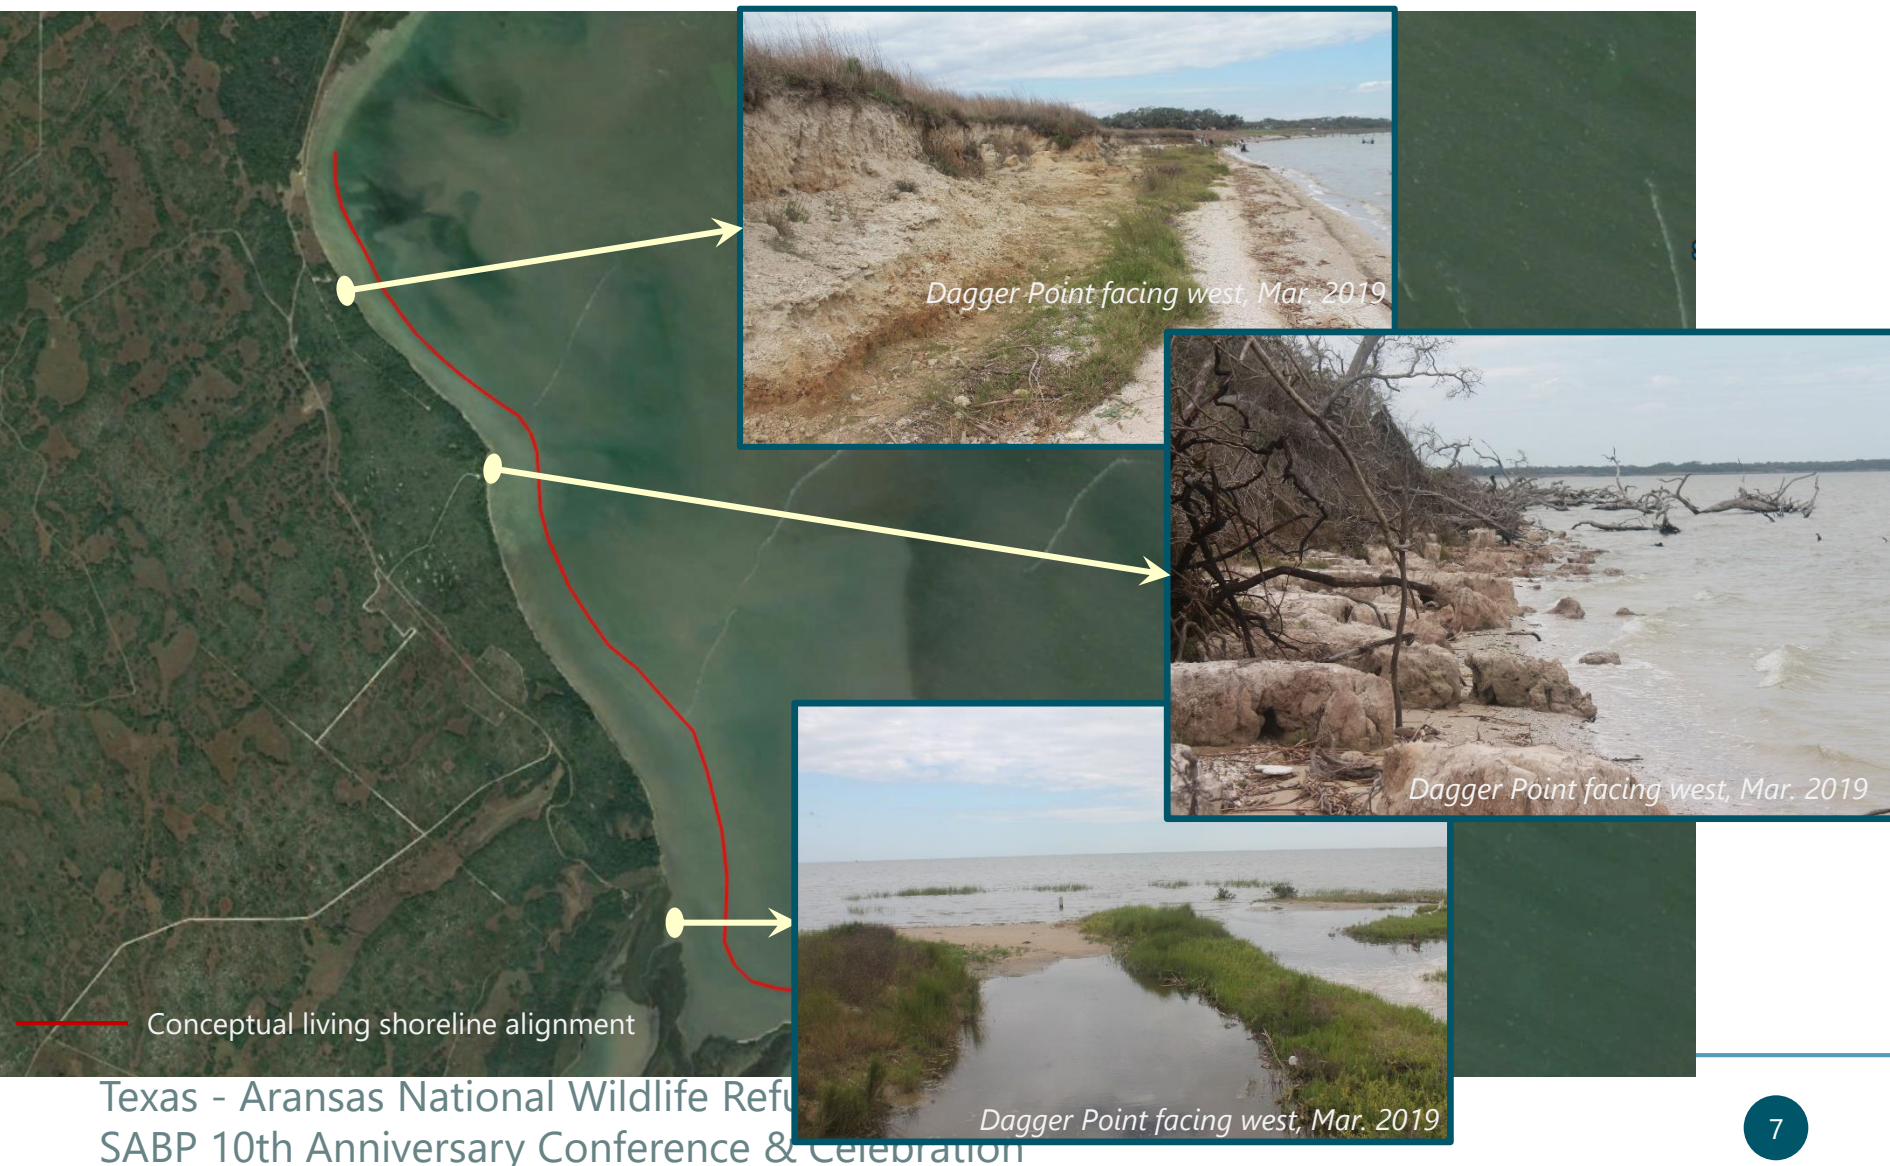 Dagger Point facing west, Mar. 2019
Dagger Point facing west, Mar. 2019
Conceptual living shoreline alignment
Dagger Point facing west, Mar. 2019
Texas - Aransas National Wildlife
SABP 10th Anniversary Conference & Celebration
7